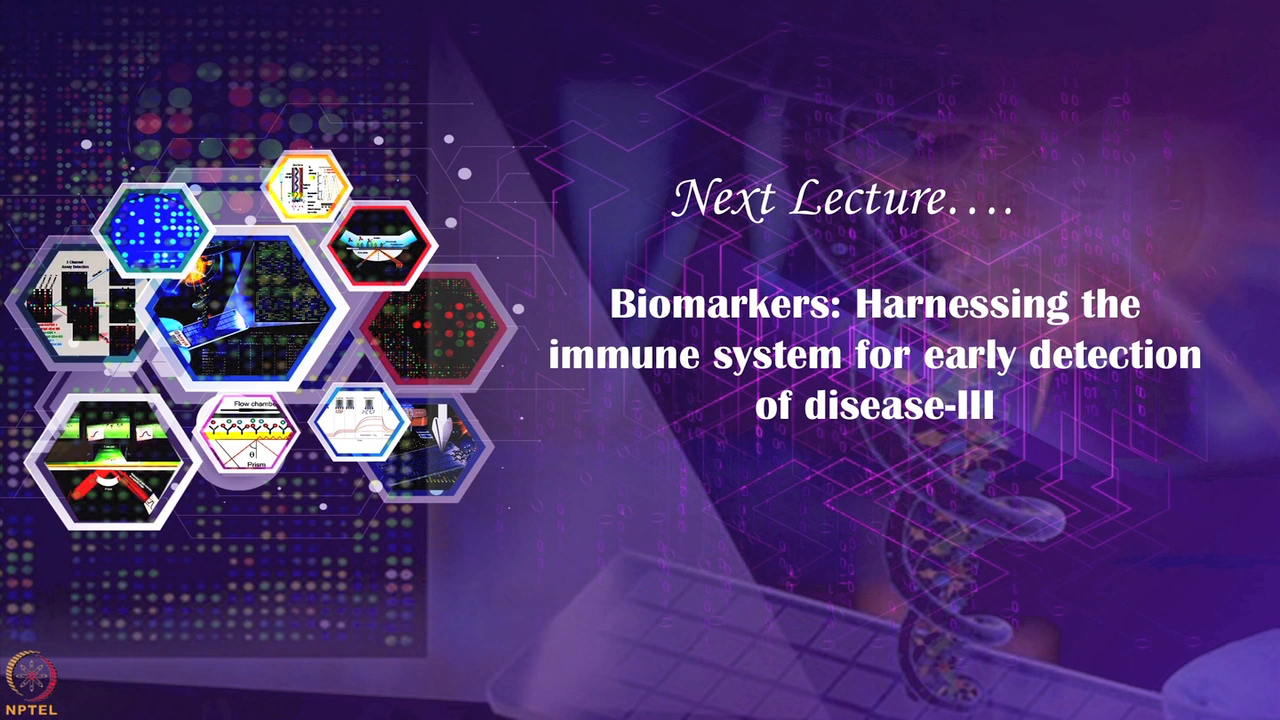 Next Lecture....
Biomarkers: Harnessing the
immune system for early detection
of disease-III
Flow chamber
θ
Prism
NPTEL